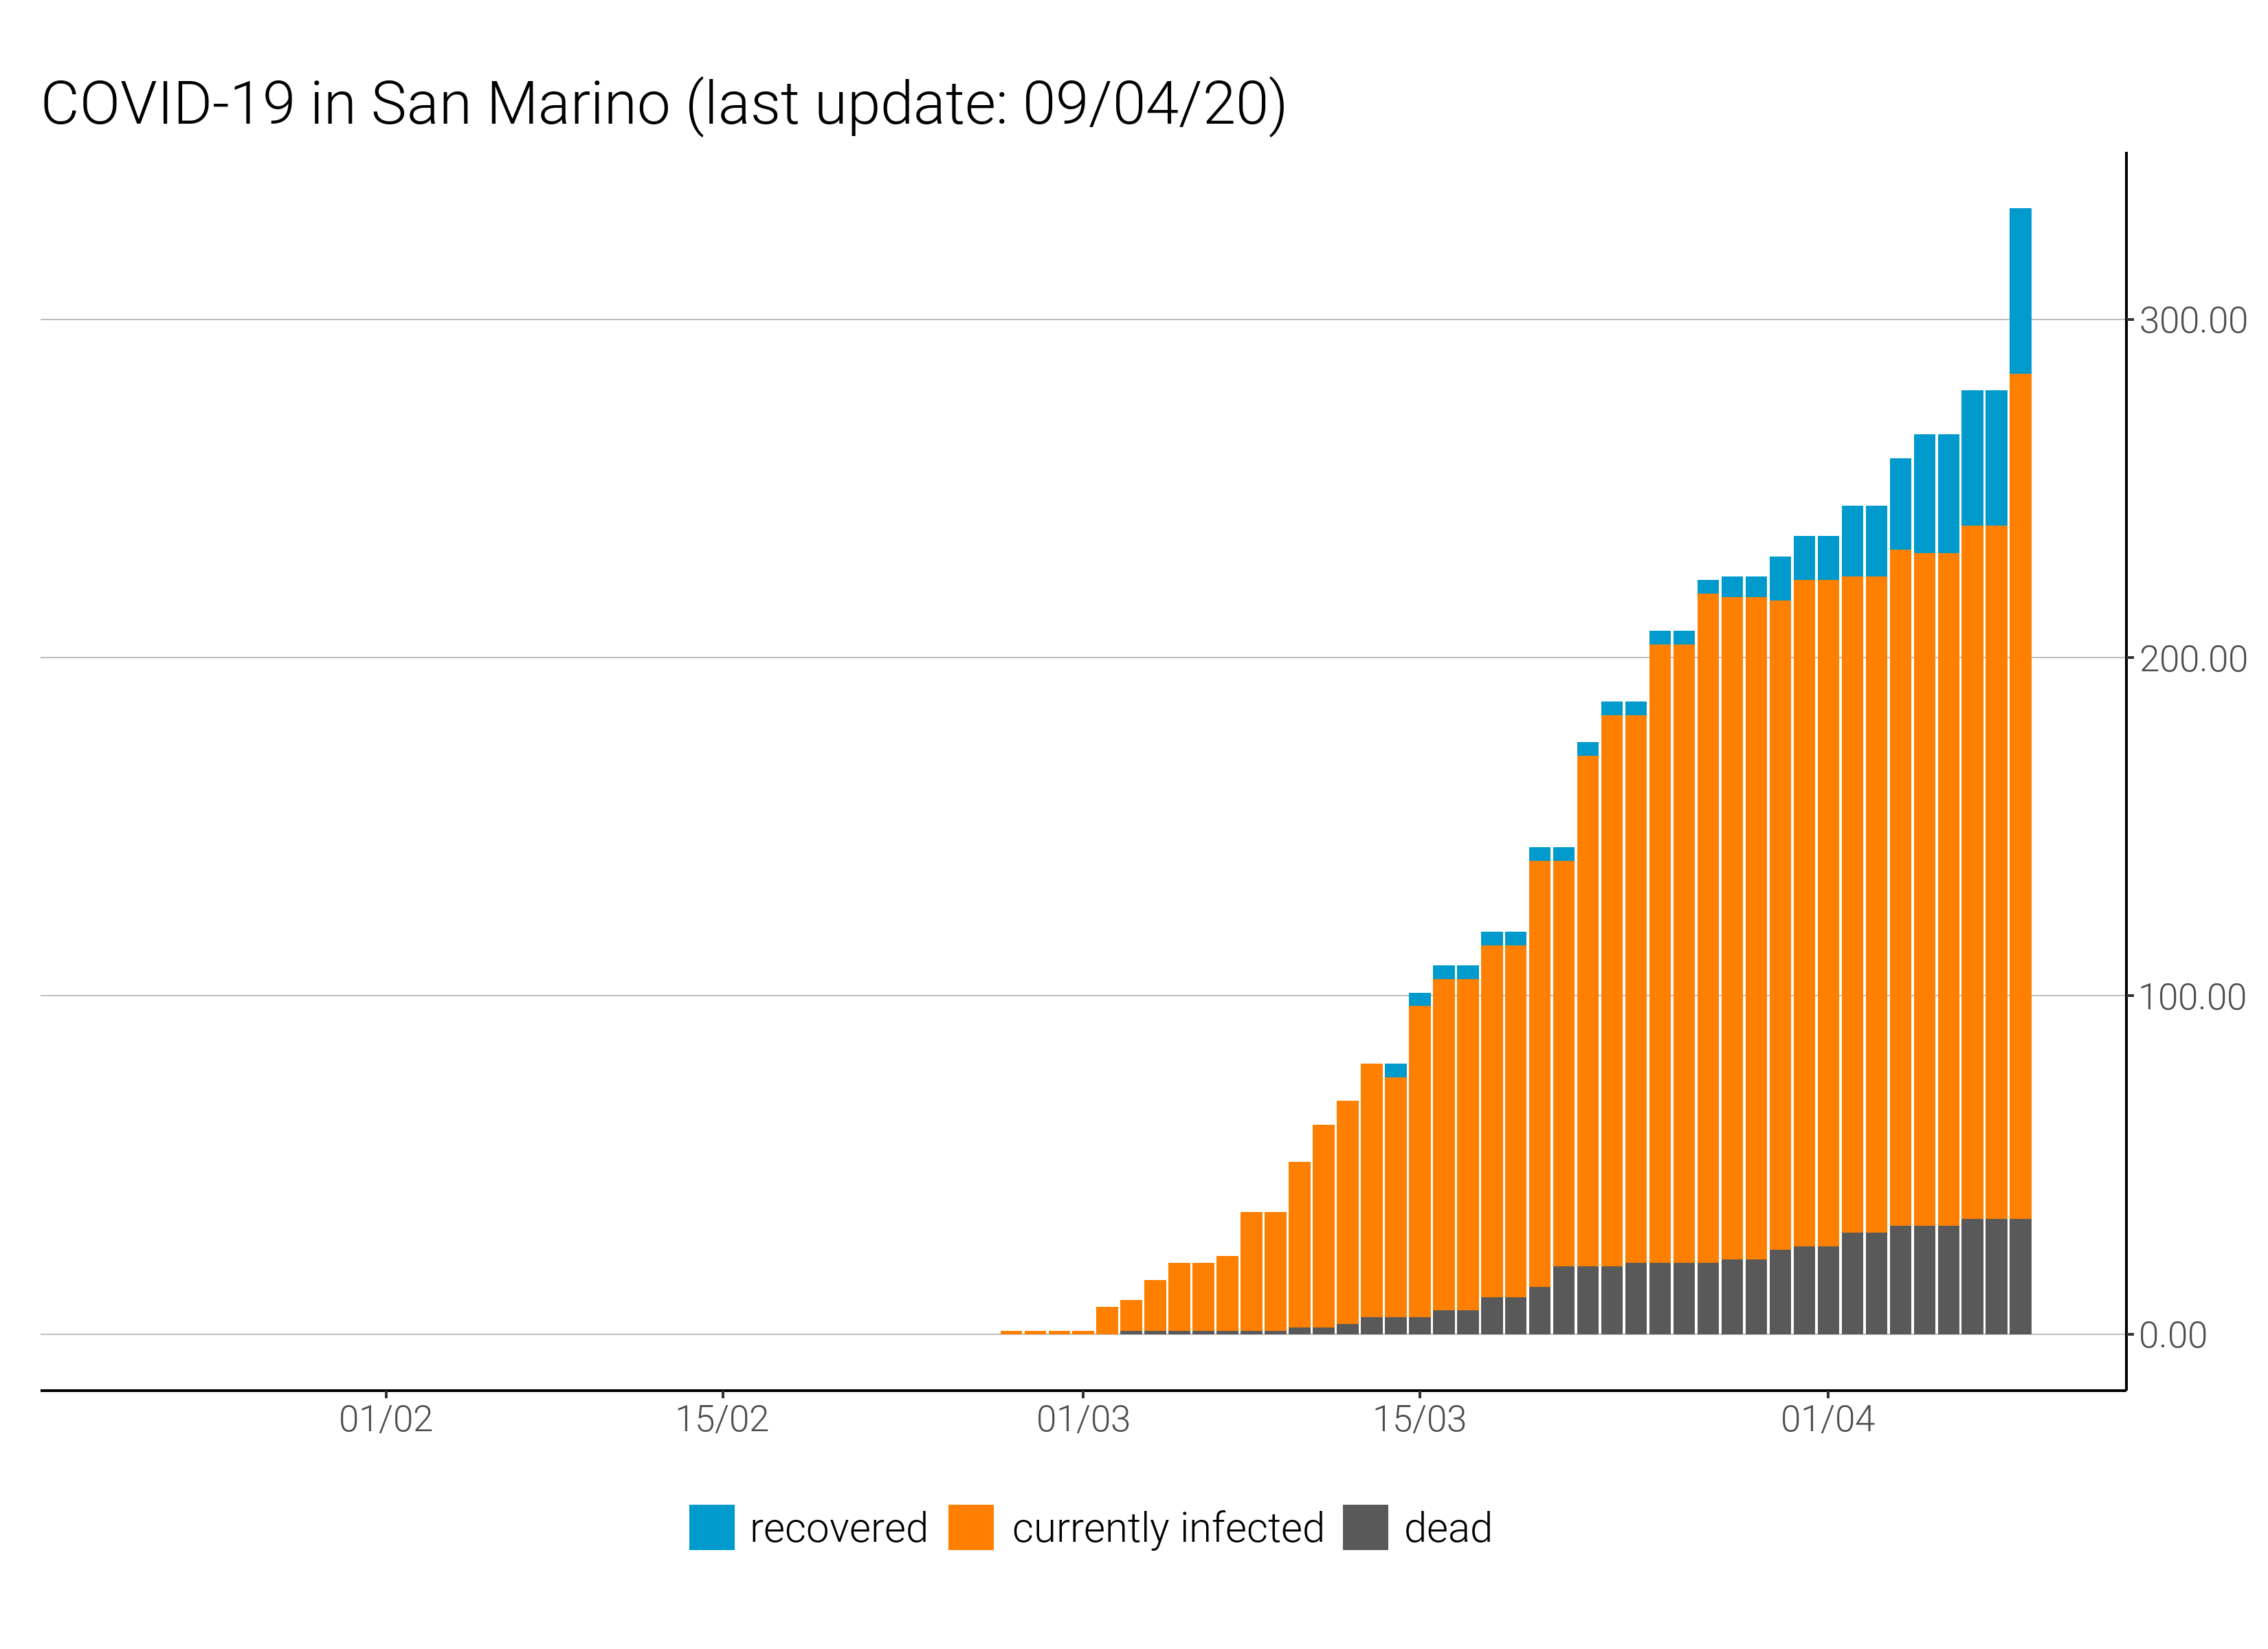 COVID-19 in San Marino (last update: 09/04/20)
300.00
200.00
100.00
0.00
01/02 15/02 01/03 15/03 01/04
recovered currently infected dead